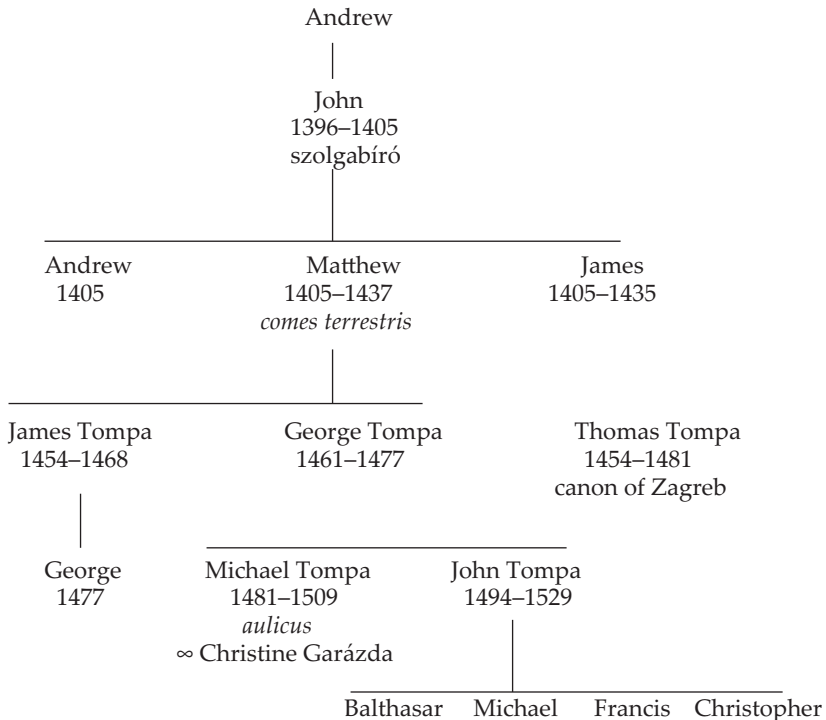 Andrew
John
1396–1405
szolgabíró
Andrew
1405
Matthew
1405–1437
comes terrestris
James
1405–1435
James Tompa
1454–1468
George Tompa
1461–1477
Thomas Tompa
1454–1481
canon of Zagreb
George
1477
Michael Tompa
1481–1509
aulicus
∞ Christine Garázda
John Tompa
1494–1529
Balthasar
Michael
Francis
Christopher